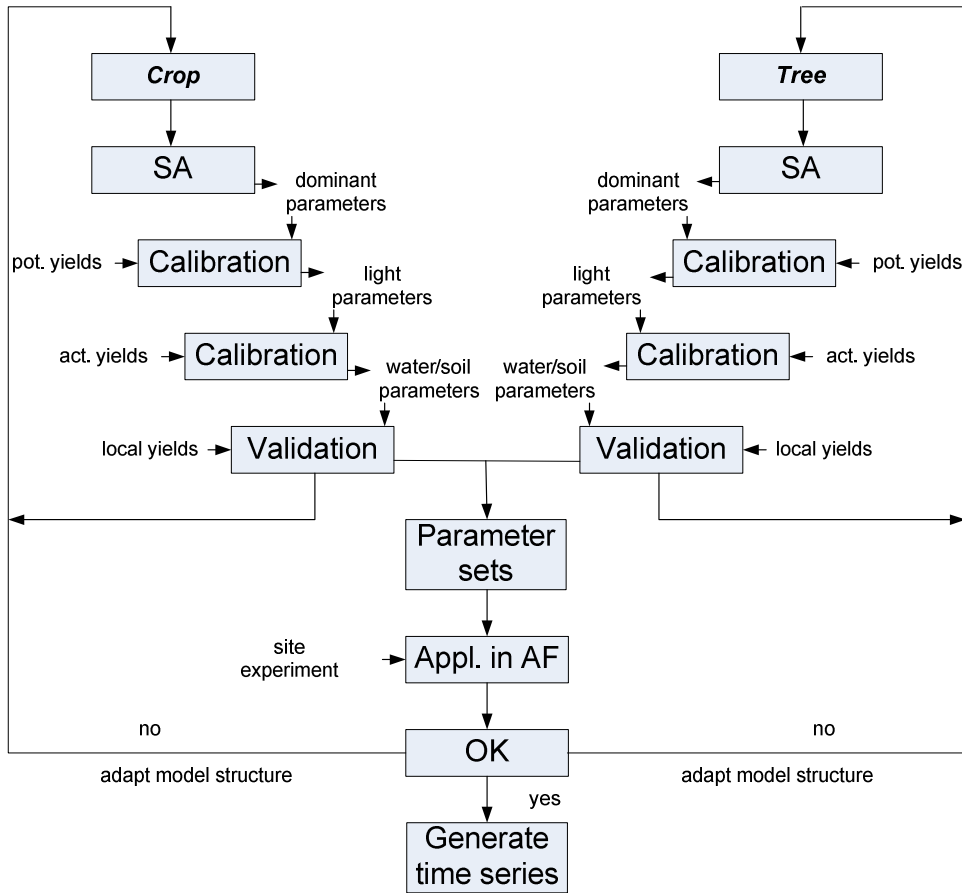 Crop
Tree
SA
SA
dominant
parameters
dominant
parameters
pot. yields
Calibration
Calibration
pot. yields
light
parameters
light
parameters
act. yields
Calibration
Calibration
act. yields
water/soil
parameters
water/soil
parameters
local yields
Validation
Validation
local yields
Parameter
sets
site
experiment
Appl. in AF
no
OK
no
adapt model structure
adapt model structure
yes
Generate
time series